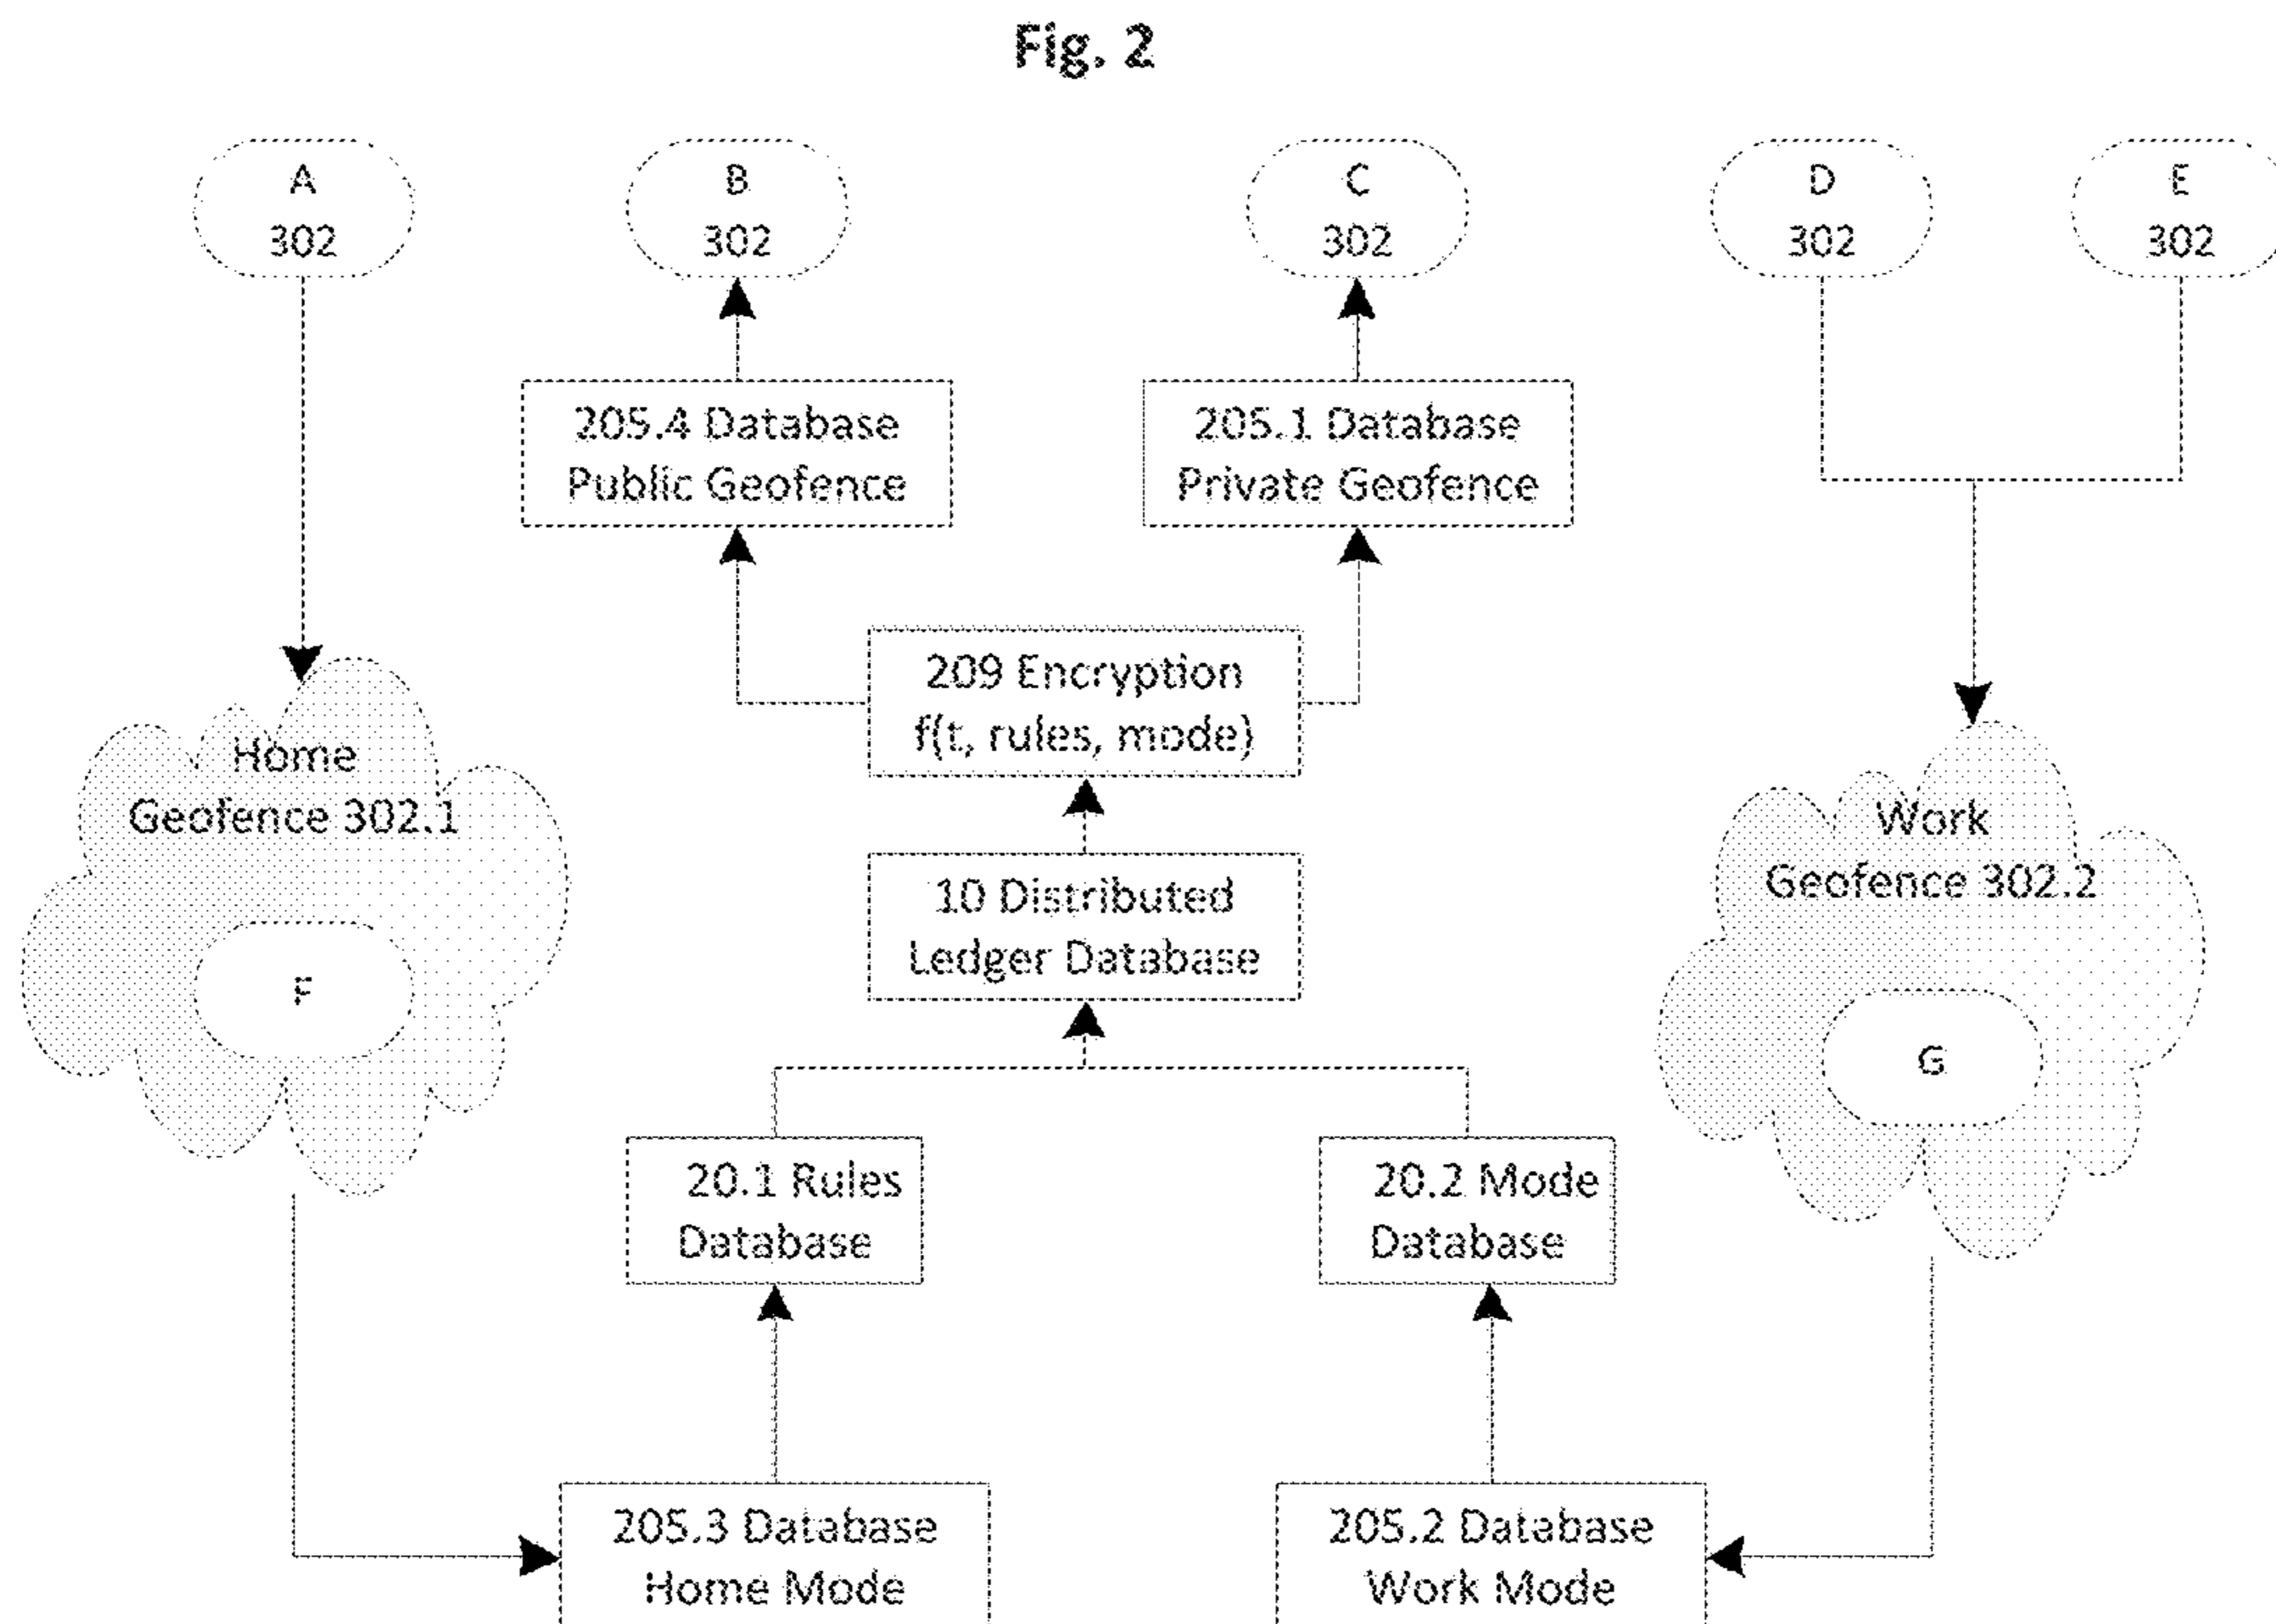 Fig. 2
A
302
B
302
C
302
D
302
E
302
205.4 Database
Public Geofence
205.1 Database
Private Geofence
209 Encryption
f(t, rules, mode)
Home
Geofence 302.1
F
10 Distributed
Ledger Database
Work
Geofence 302.2
G
20.1 Rules
Database
20.2 Mode
Database
205.3 Database
Home Mode
205.2 Database
Work Mode